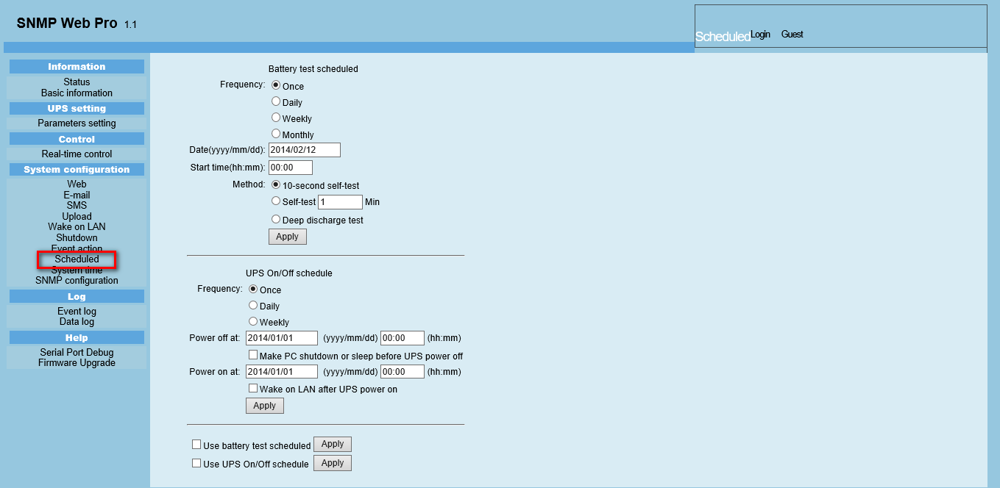 SNMP Web Pro 1.1
Scheduled Login Guest
Information
Status
Basic information
UPS setting
Parameters setting
Control
Real-time control
System configuration
Web
E-mail
SMS
Upload
Wake on LAN
Shutdown
Event action
Scheduled
System time
SNMP configuration
Log
Event log
Data log
Help
Serial Port Debug
Firmware Upgrade
Battery test scheduled
Frequency: Once
Daily
Weekly
Monthly
Date(yyyy/mm/dd): 2014/02/12
Start time(hh:mm): 00:00
Method: 10-second self-test
Self-test 1 Min
Deep discharge test
Apply
UPS On/Off schedule
Frequency: Once
Daily
Weekly
Power off at: 2014/01/01 (yyyy/mm/dd) 00:00 (hh:mm)
Make PC shutdown or sleep before UPS power off
Power on at: 2014/01/01 (yyyy/mm/dd) 00:00 (hh:mm)
Wake on LAN after UPS power on
Apply
Use battery test scheduled Apply
Use UPS On/Off schedule Apply